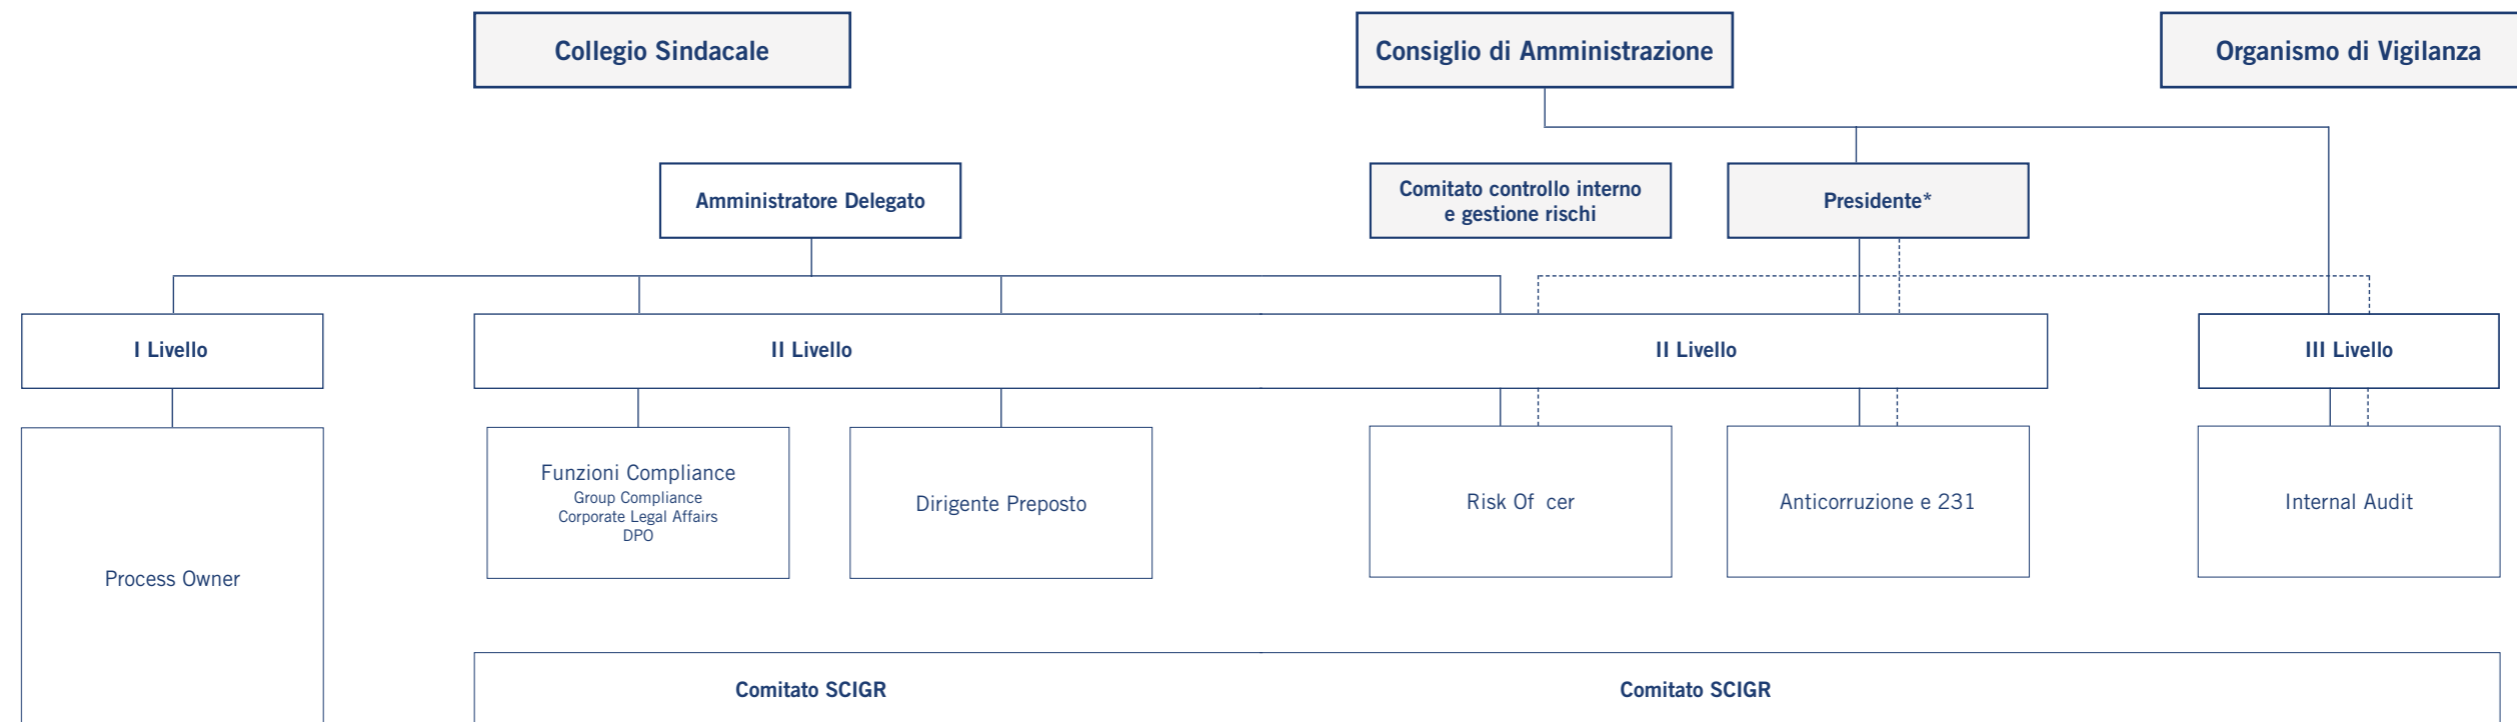 Collegio Sindacale
Consiglio di Amministrazione
Organismo di Vigilanza
Amministratore Delegato
Comitato controllo interno
e gestione rischi
Presidente*
I Livello
II Livello
II Livello
III Livello
Process Owner
Funzioni Compliance
Group Compliance
Corporate Legal Affairs
DPO
Dirigente Preposto
Risk Of cer
Anticorruzione e 231
Internal Audit
Comitato SCIGR
Comitato SCIGR